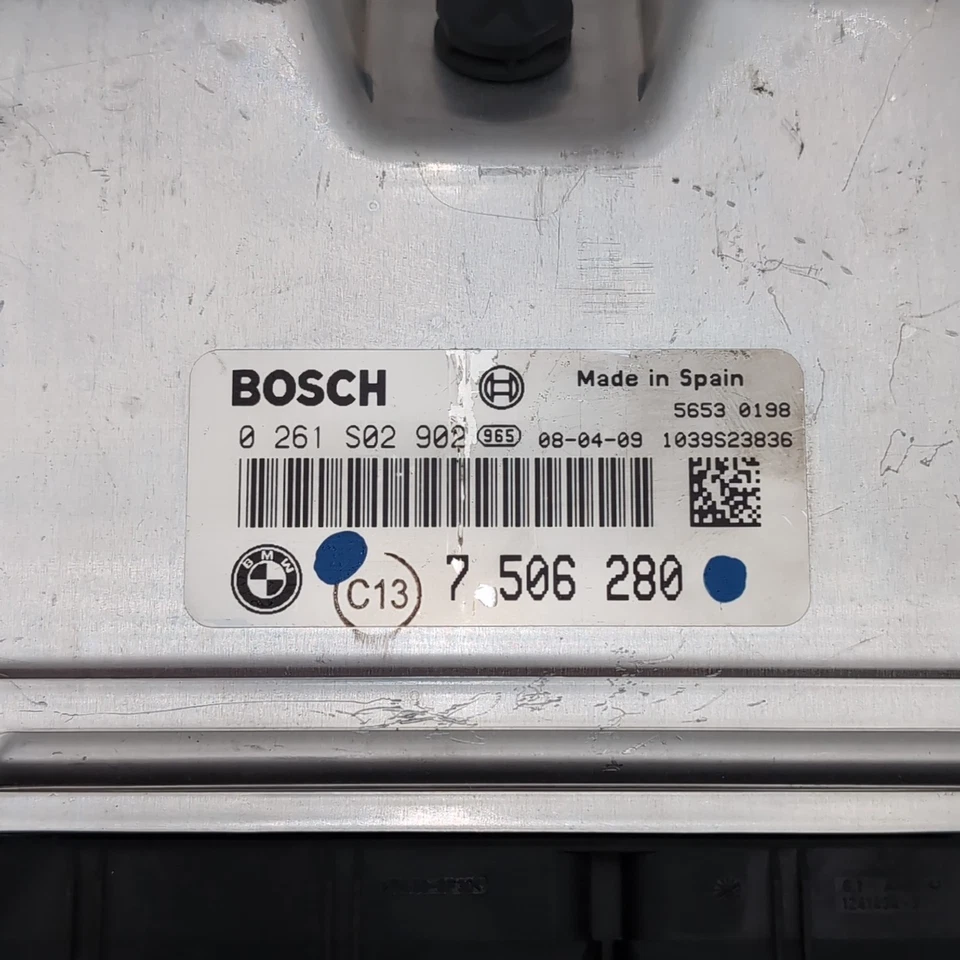 BOSCH Made in Spain
5653 0198
0 261 S02 902 965 08-04-09 1039S23836
BMW C13 7 506 280